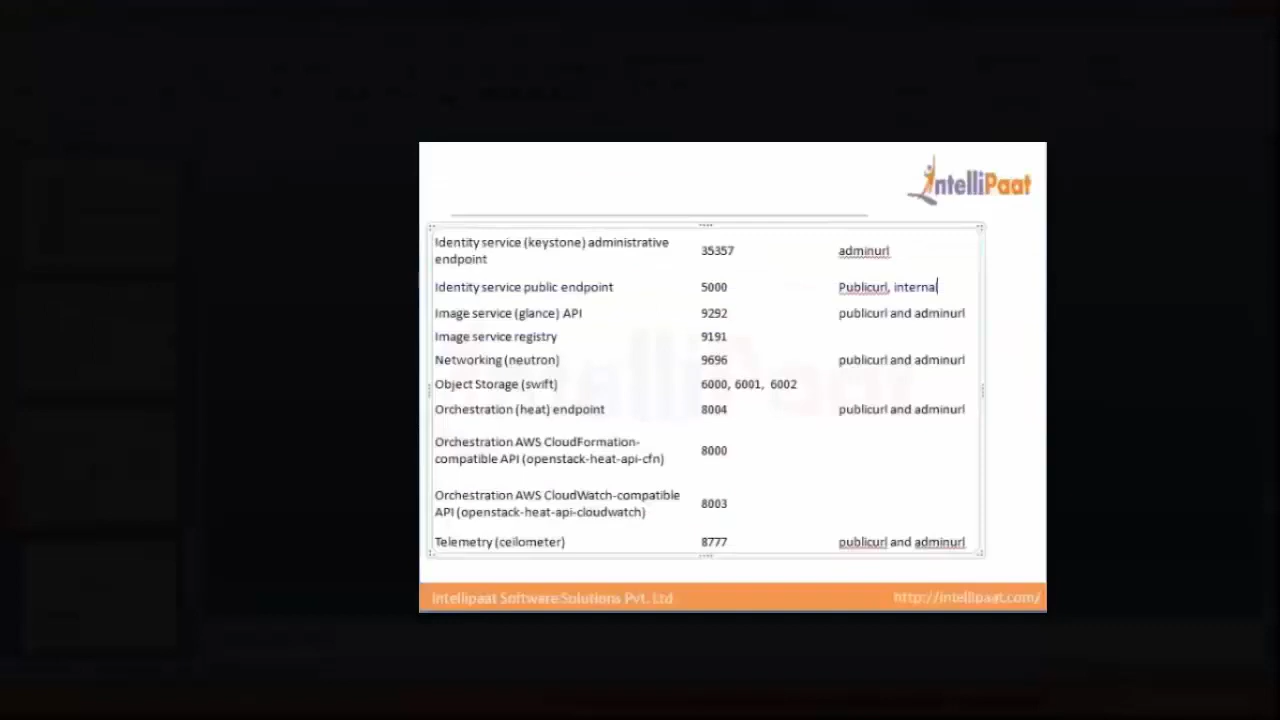 IntelliPaat
Identity service (keystone) administrative
endpoint
35357
adminurl
Identity service public endpoint
5000
Publicurl, internal
Image service (glance) API
9292
publicurl and adminurl
Image service registry
9191
Networking (neutron)
9696
publicurl and adminurl
Object Storage (swift)
6000, 6001, 6002
Orchestration (heat) endpoint
8004
publicurl and adminurl
Orchestration AWS CloudFormation-
compatible API (openstack-heat-api-cfn)
8000
Orchestration AWS CloudWatch-compatible
API (openstack-heat-api-cloudwatch)
8003
Telemetry (ceilometer)
8777
publicurl and adminurl
Intellipaat Software Solutions Pvt. Ltd
http://intellipaat.com/